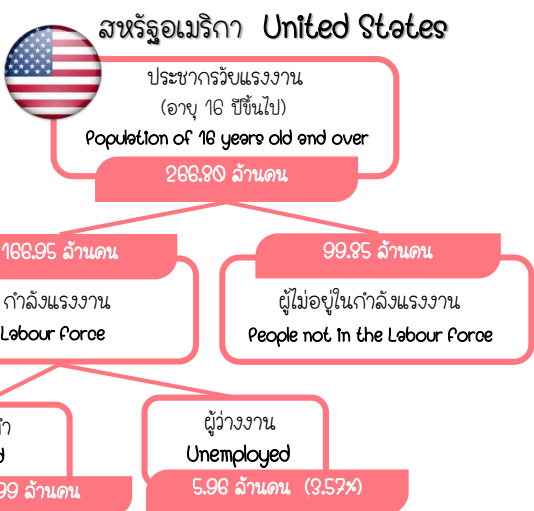 สหรัฐอเมริกา United States
ประชากรวัยแรงงาน
(อายุ 16 ปีขึ้นไป)
Population of 16 years old and over
266.80 ล้านคน
166.95 ล้านคน
99.85 ล้านคน
กำลังแรงงาน
Labour Force
ผู้ไม่อยู่ในกำลังแรงงาน
People not in the Labour Force
ผู้ว่างงาน
Unemployed
99 ล้านคน
5.96 ล้านคน (3.57%)